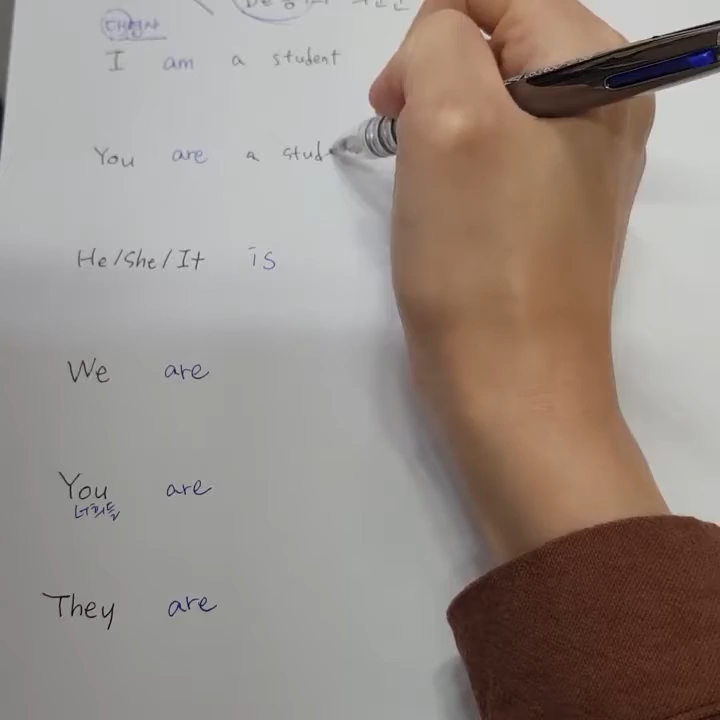 대명사
I am a student
You are a stud
He/She/It is
We are
You are
너희들
They are